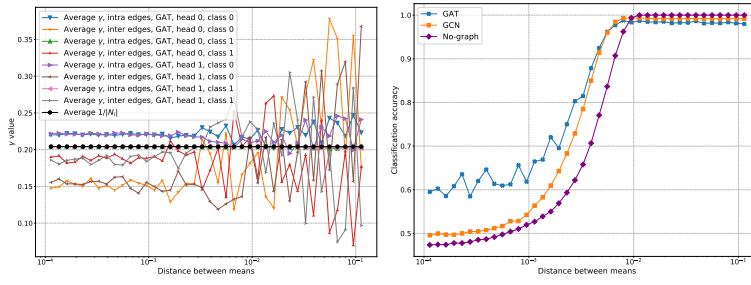 Average γ, intra edges, GAT, head 0, class 0
Average γ, inter edges, GAT, head 0, class 0
Average γ, intra edges, GAT, head 0, class 1
Average γ, inter edges, GAT, head 0, class 1
Average γ, intra edges, GAT, head 1, class 0
Average γ, inter edges, GAT, head 1, class 0
Average γ, intra edges, GAT, head 1, class 1
Average γ, inter edges, GAT, head 1, class 1
Average 1/|Nᵢ|
γ value
0.35
0.30
0.25
0.20
0.15
0.10
10⁻⁴
10⁻³
10⁻²
10⁻¹
Distance between means
GAT
GCN
No-graph
Classification accuracy
1.0
0.9
0.8
0.7
0.6
0.5
10⁻⁴
10⁻³
10⁻²
10⁻¹
Distance between means